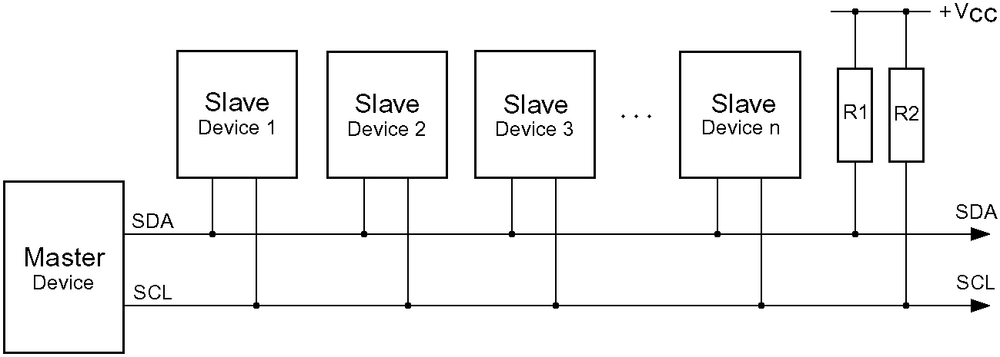 +VCC
Slave
Device 1
Slave
Device 2
Slave
Device 3
. . .
Slave
Device n
R1
R2
SDA
SDA
Master
Device
SCL
SCL